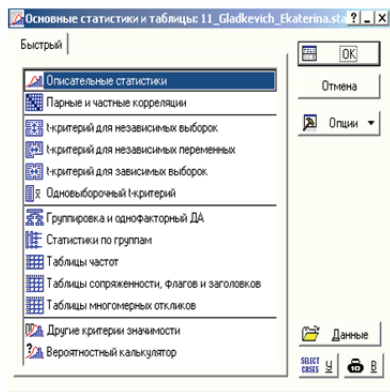 Основные статистики и таблицы: 11_Gladkevich_Ekaterina.sta
Быстрый
OK
Описательные статистики
Отмена
Парные и частные корреляции
t-критерий для независимых выборок
Опции
t-критерий для независимых переменных
t-критерий для зависимых выборок
Одновыборочный t-критерий
Группировка и однофакторный ДА
Статистики по группам
Таблицы частот
Таблицы сопряженности, флагов и заголовков
Таблицы многомерных откликов
Другие критерии значимости
Данные
Вероятностный калькулятор
SELECT CASES У В